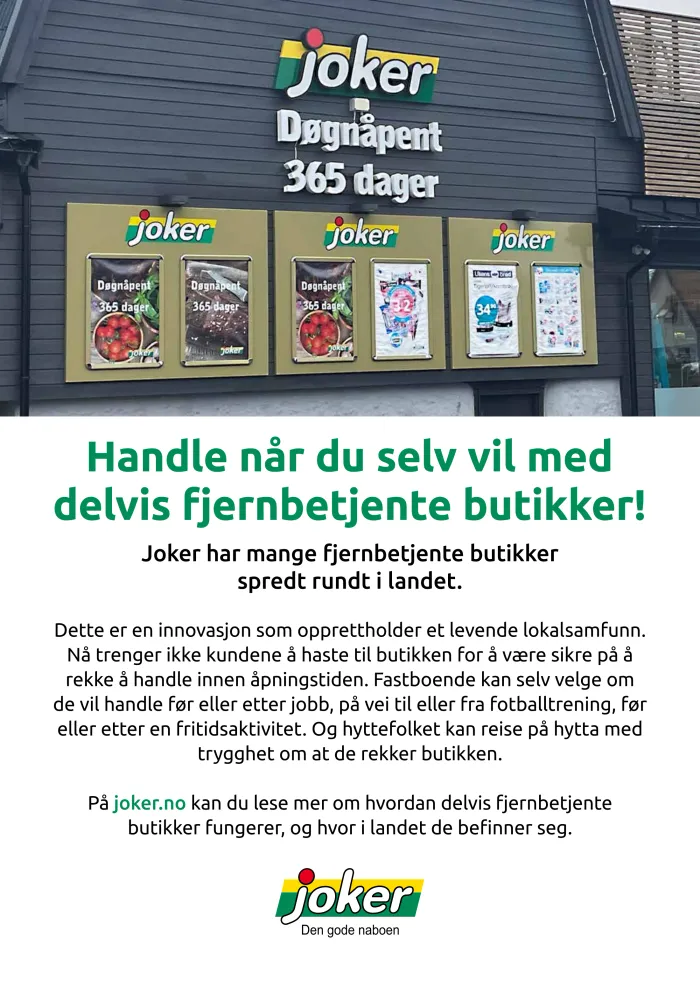 joker
Døgnåpent
365 dager
joker
joker
joker
Døgnåpent
365 dager
joker
Døgnåpent
365 dager
joker
Døgnåpent
365 dager
joker
32
34
Handle når du selv vil med
delvis fjernbetjente butikker!
Joker har mange fjernbetjente butikker
spredt rundt i landet.
Dette er en innovasjon som opprettholder et levende lokalsamfunn.
Nå trenger ikke kundene å haste til butikken for å være sikre på å
rekke å handle innen åpningstiden. Fastboende kan selv velge om
de vil handle før eller etter jobb, på vei til eller fra fotballtrening, før
eller etter en fritidsaktivitet. Og hyttefolket kan reise på hytta med
trygghet om at de rekker butikken.
På joker.no kan du lese mer om hvordan delvis fjernbetjente
butikker fungerer, og hvor i landet de befinner seg.
joker
Den gode naboen